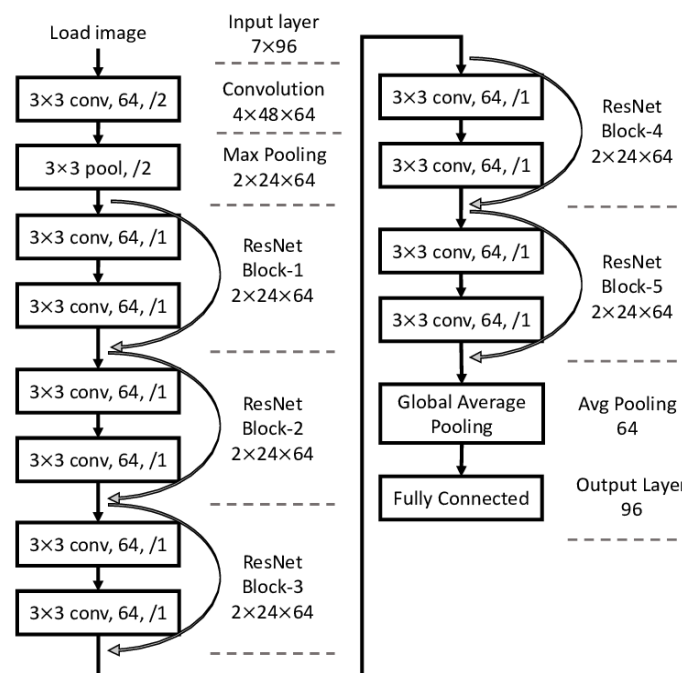 Load image
Input layer
7×96
3×3 conv, 64, /2
Convolution
4×48×64
3×3 pool, /2
Max Pooling
2×24×64
3×3 conv, 64, /1
3×3 conv, 64, /1
ResNet
Block-1
2×24×64
3×3 conv, 64, /1
3×3 conv, 64, /1
ResNet
Block-2
2×24×64
3×3 conv, 64, /1
3×3 conv, 64, /1
ResNet
Block-3
2×24×64
3×3 conv, 64, /1
3×3 conv, 64, /1
ResNet
Block-4
2×24×64
3×3 conv, 64, /1
3×3 conv, 64, /1
ResNet
Block-5
2×24×64
Global Average
Pooling
Avg Pooling
64
Fully Connected
Output Layer
96